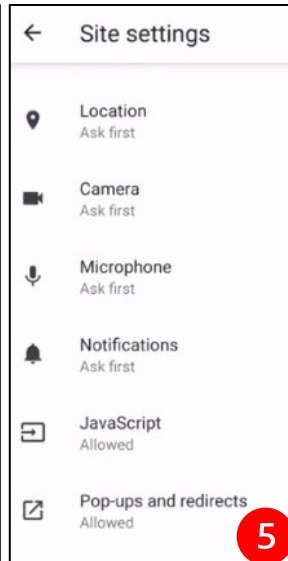 Site settings
Location
Ask first
Camera
Ask first
Microphone
Ask first
Notifications
Ask first
JavaScript
Allowed
Pop-ups and redirects
Allowed
5